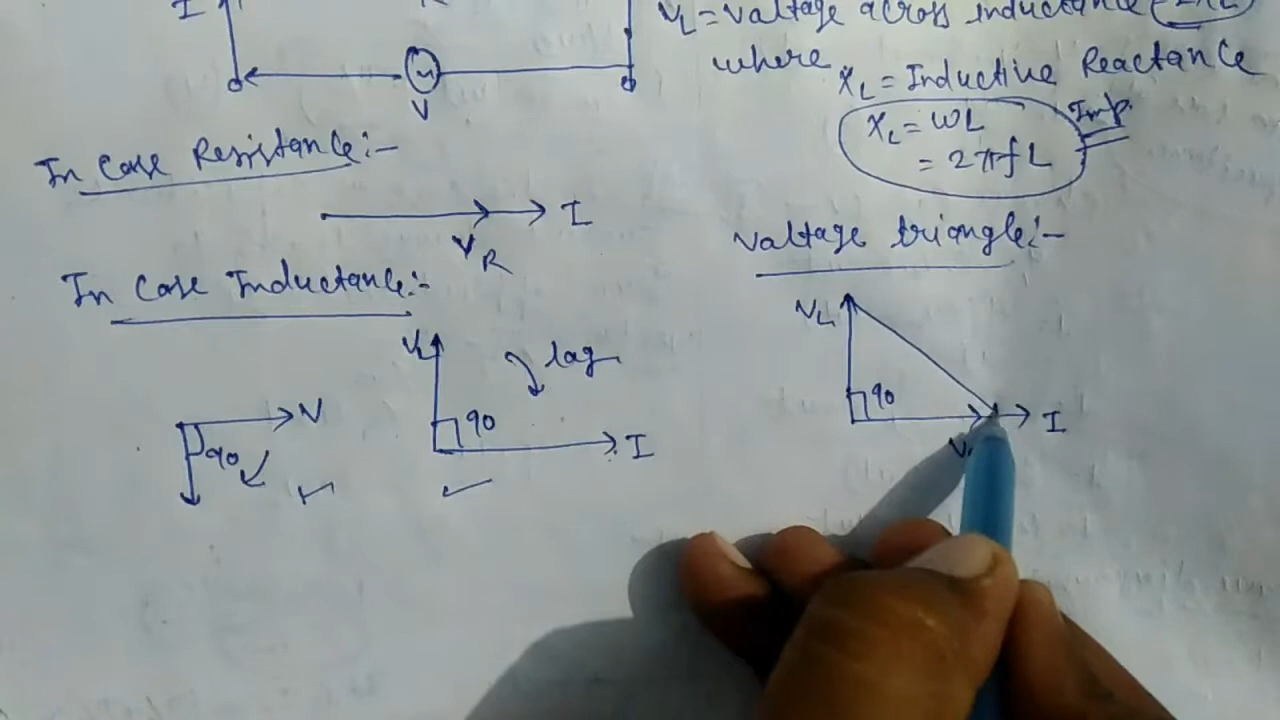 I
V
VL = Voltage across inductance
where
XL = Inductive Reactance
XL = ωL
= 2πfL
Imp.
In Case Resistance:-
I
VR
Voltage triangle:-
In Case Inductance:-
VL
lag
90
I
V
90
VL
90
I